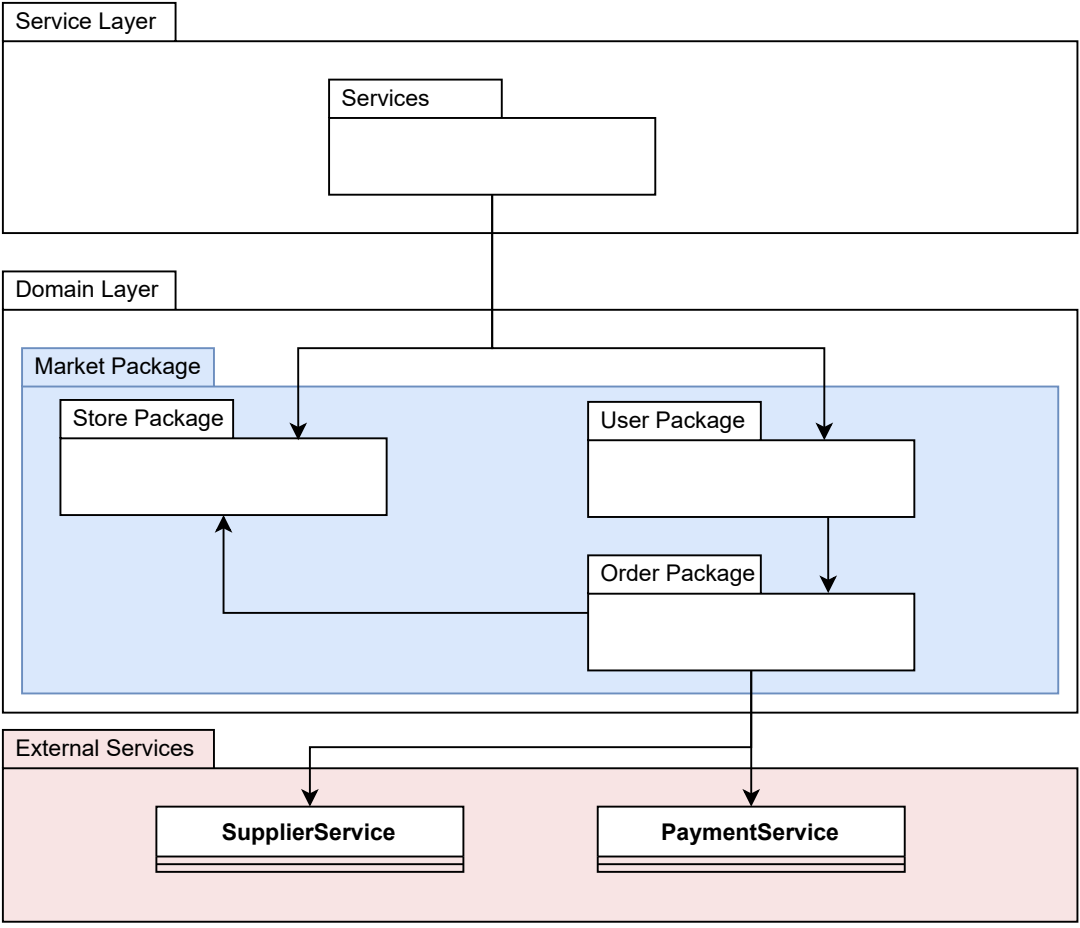 Service Layer
Services
Domain Layer
Market Package
Store Package
User Package
Order Package
External Services
SupplierService
PaymentService